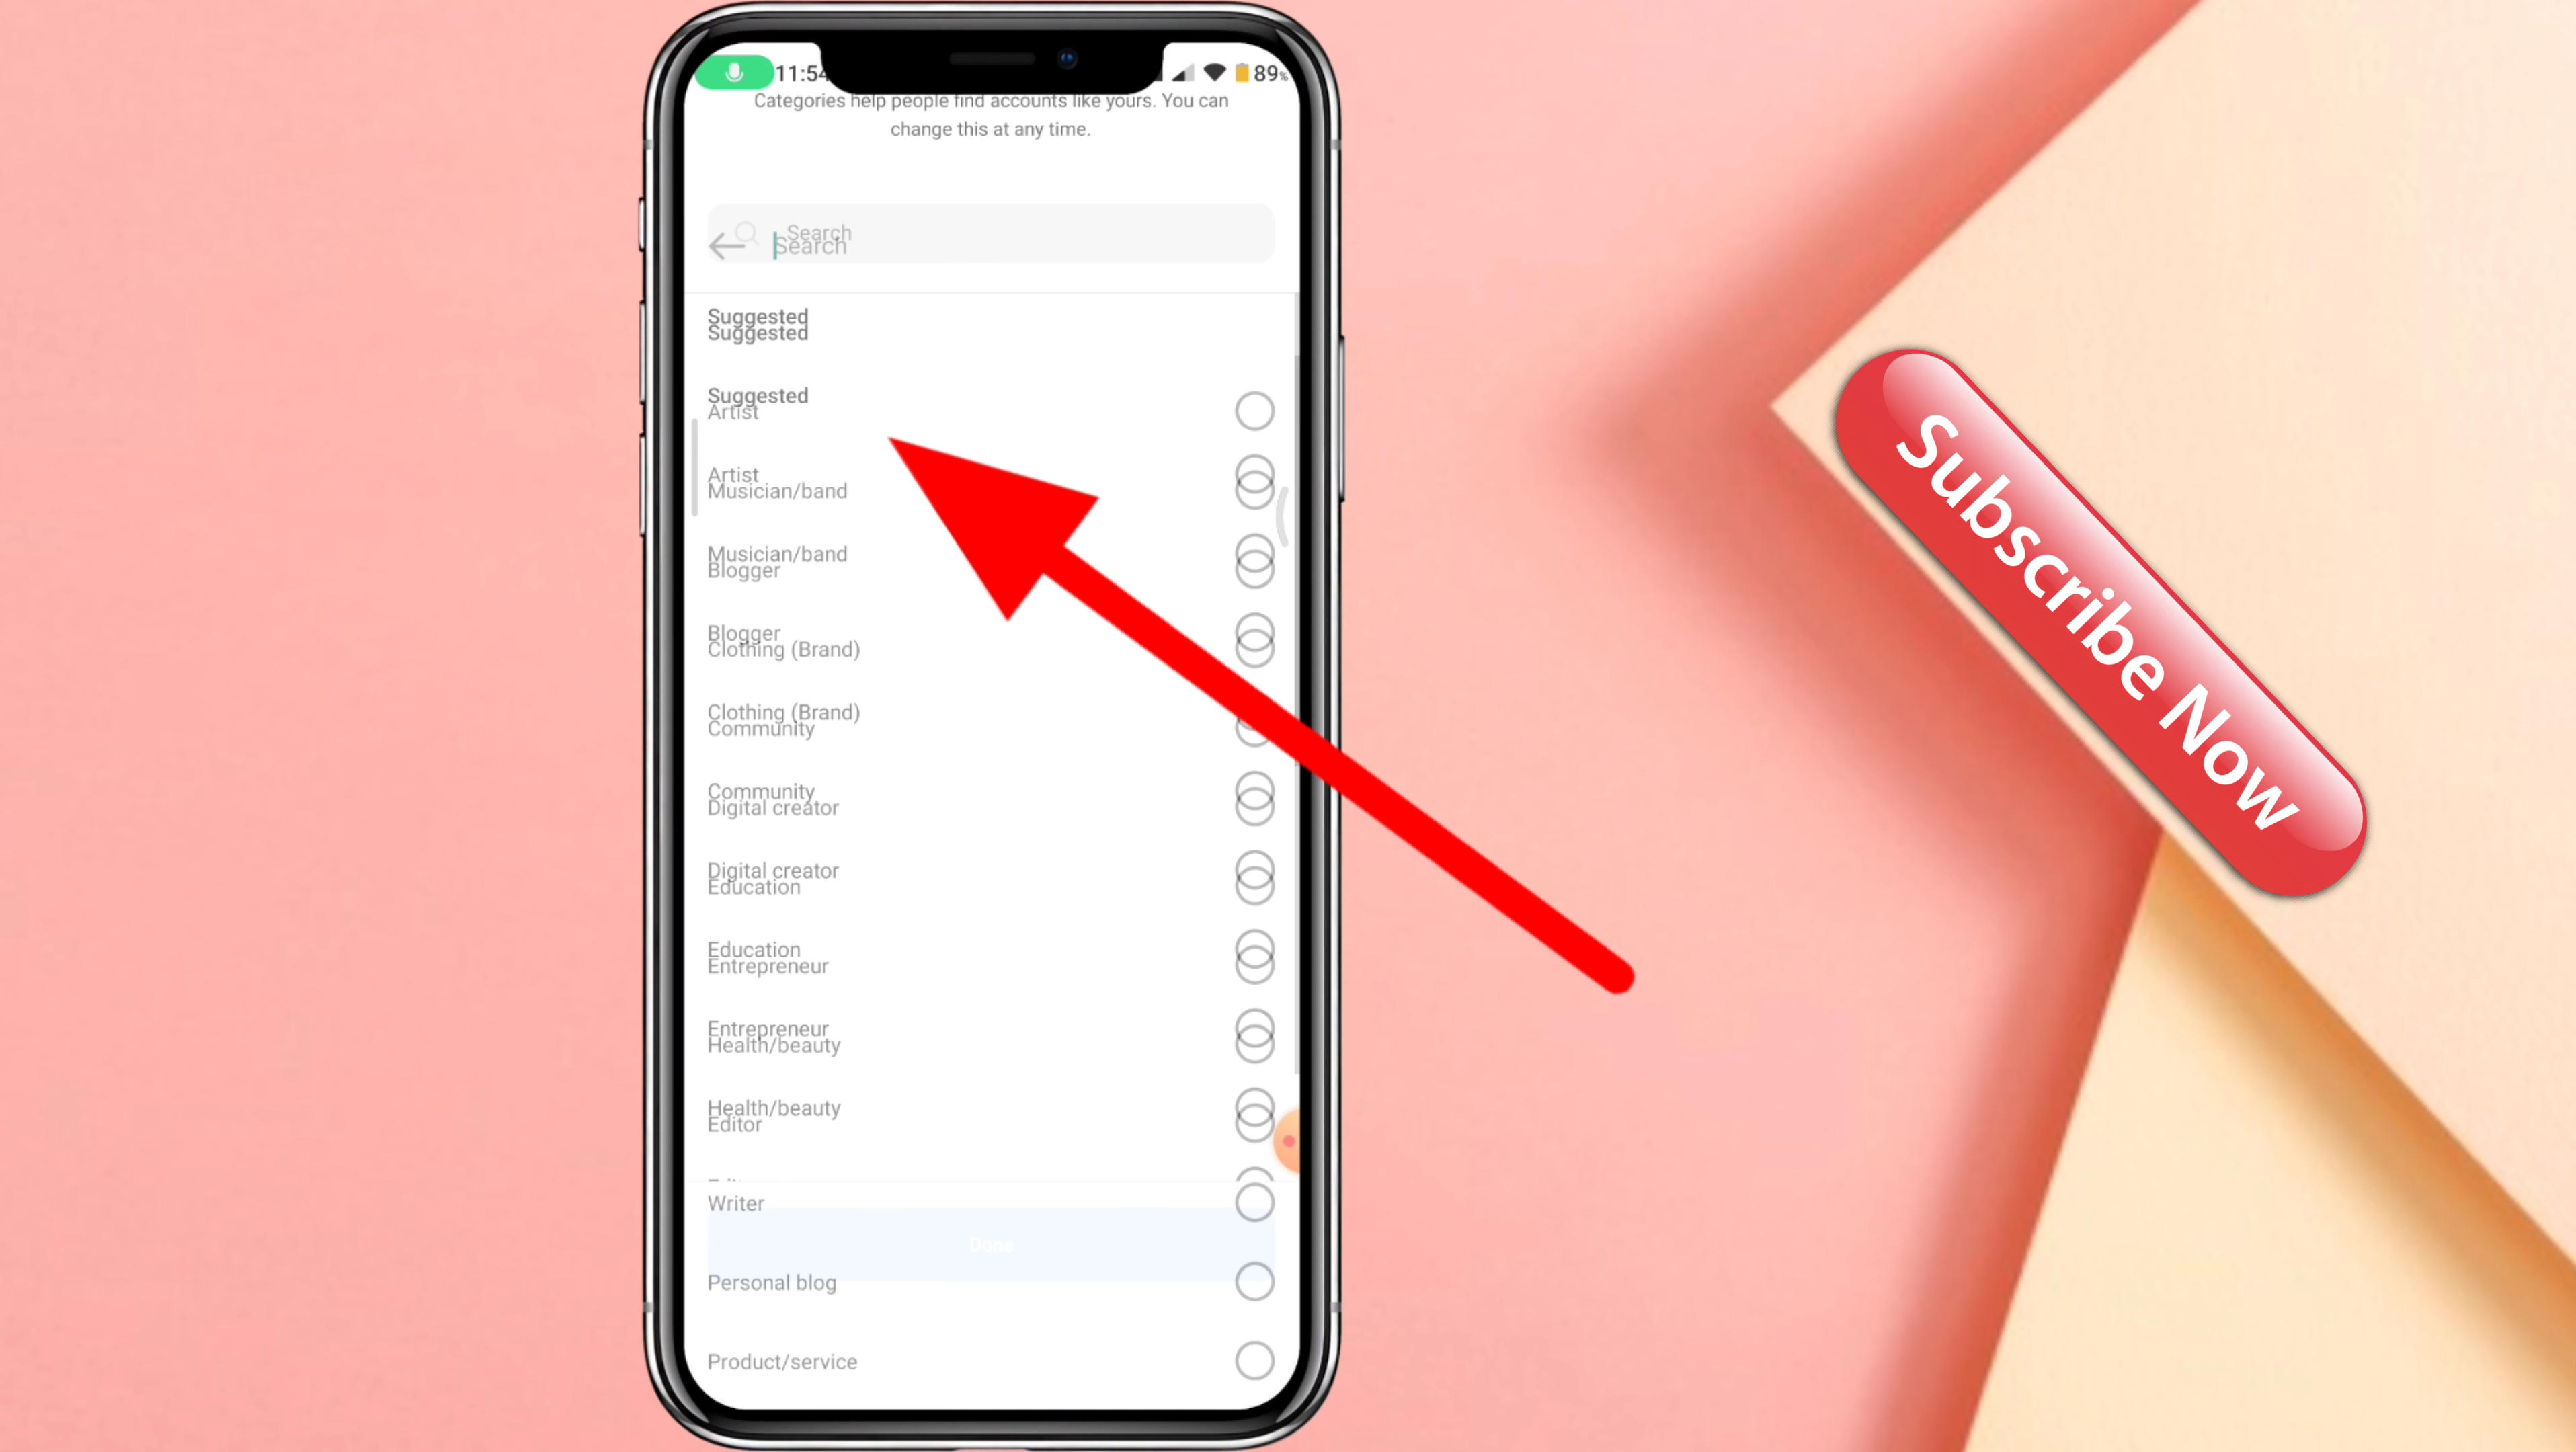 11:54
89%
Categories help people find accounts like yours. You can
change this at any time.
Search
Search
Suggested
Suggested
Suggested
Artist
Artist
Musician/band
Musician/band
Blogger
Blogger
Clothing (Brand)
Clothing (Brand)
Community
Community
Digital creator
Digital creator
Education
Education
Entrepreneur
Entrepreneur
Health/beauty
Health/beauty
Editor
Writer
Done
Personal blog
Product/service
Subscribe Now